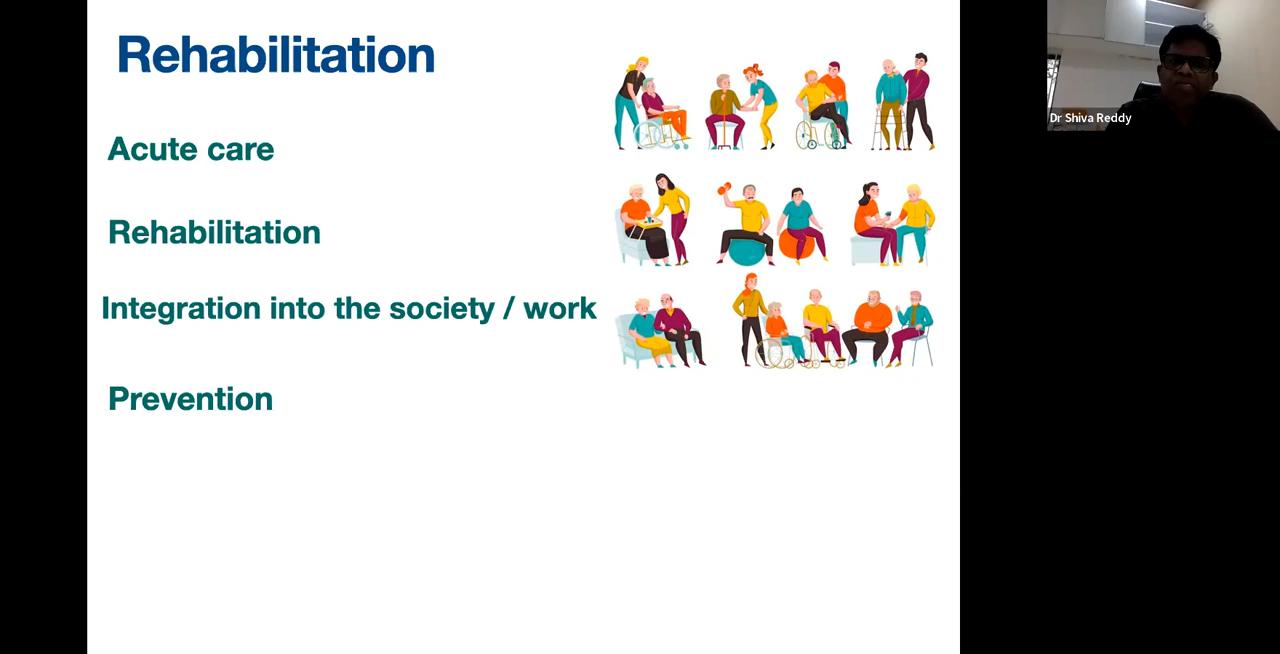 Rehabilitation
Acute care
Rehabilitation
Integration into the society / work
Prevention
Dr Shiva Reddy